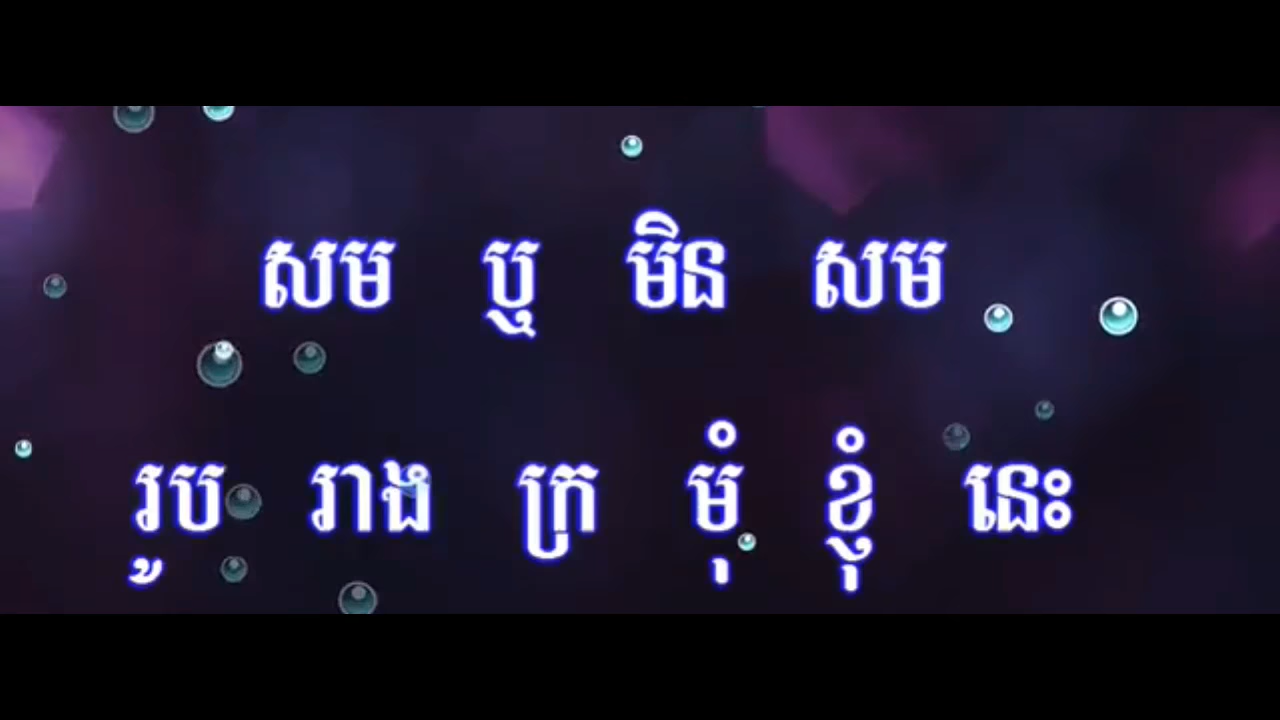 សម ឬ មិន សម
រូប រាង ក្រ មុំ ខ្ញុំ នេះ